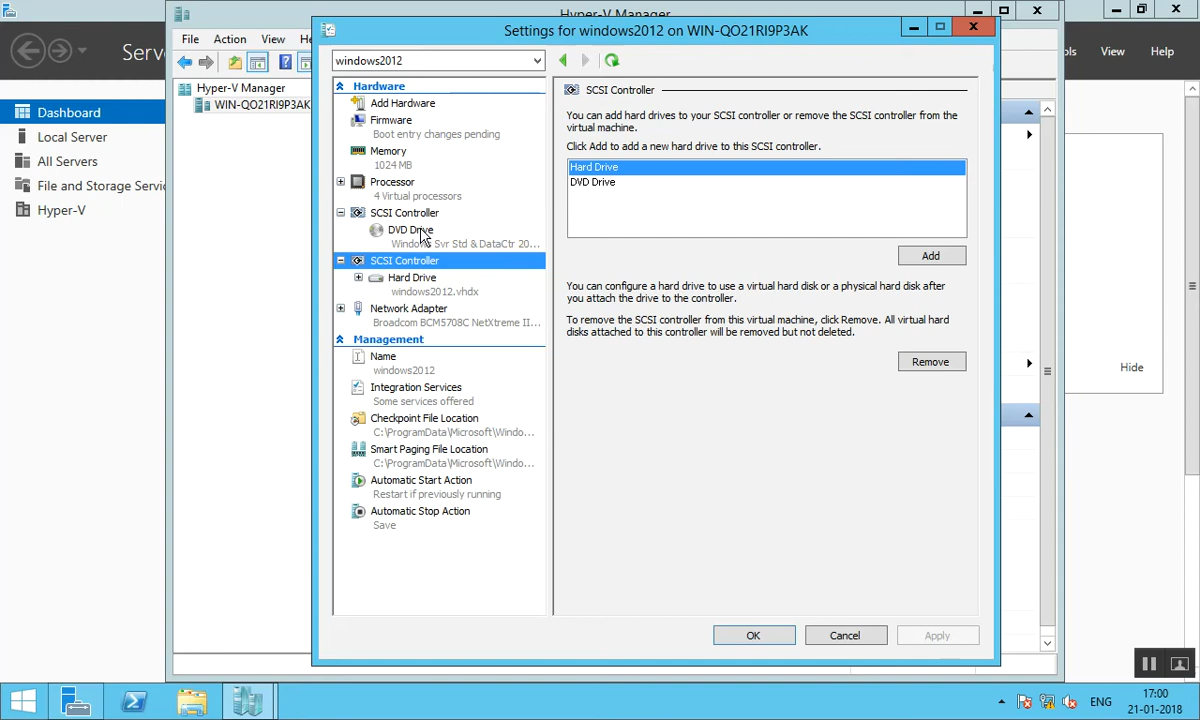 Hyper-V Manager
Settings for windows2012 on WIN-QO21RI9P3AK
Serv
File Action View He
ols View Help
windows2012
Hyper-V Manager
WIN-QO21RI9P3AK
Dashboard
Local Server
All Servers
File and Storage Servic
Hyper-V
Hardware
Add Hardware
Firmware
Boot entry changes pending
Memory
1024 MB
Processor
4 Virtual processors
SCSI Controller
DVD Drive
Windows Svr Std & DataCtr 20...
SCSI Controller
Hard Drive
windows2012.vhdx
Network Adapter
Broadcom BCM5708C NetXtreme II...
Management
Name
windows2012
Integration Services
Some services offered
Checkpoint File Location
C:\ProgramData\Microsoft\Windo...
Smart Paging File Location
C:\ProgramData\Microsoft\Windo...
Automatic Start Action
Restart if previously running
Automatic Stop Action
Save
SCSI Controller
You can add hard drives to your SCSI controller or remove the SCSI controller from the
virtual machine.
Click Add to add a new hard drive to this SCSI controller.
Hard Drive
DVD Drive
Add
You can configure a hard drive to use a virtual hard disk or a physical hard disk after
you attach the drive to the controller.
To remove the SCSI controller from this virtual machine, click Remove. All virtual hard
disks attached to this controller will be removed but not deleted.
Remove
Hide
OK Cancel Apply
ENG
17:00
21-01-2018